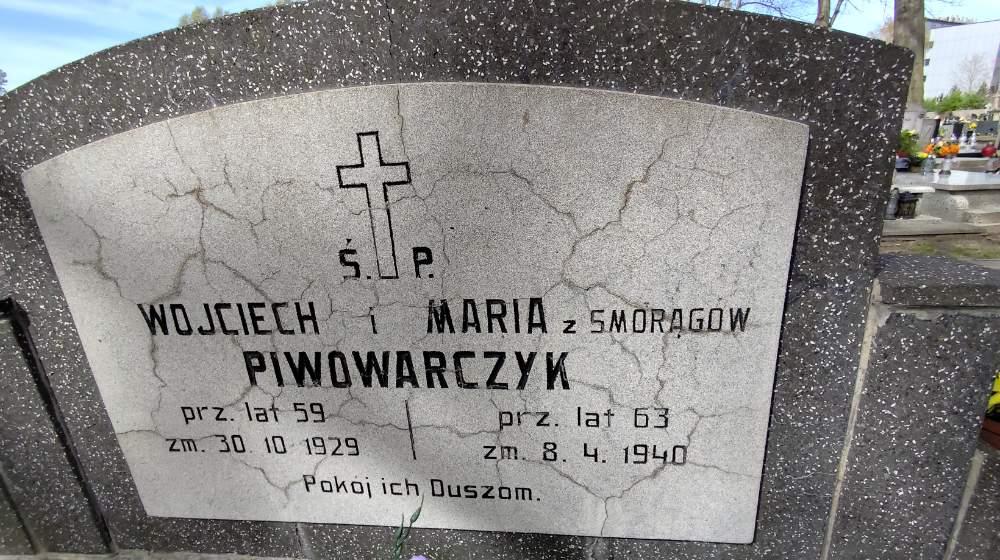 Ś. P.
WOJCIECH i MARIA z SMORĄGÓW
PIWOWARCZYK
prz. lat 59 prz. lat 63
zm. 30. 10 1929 zm. 8. 4. 1940
Pokój ich Duszom.